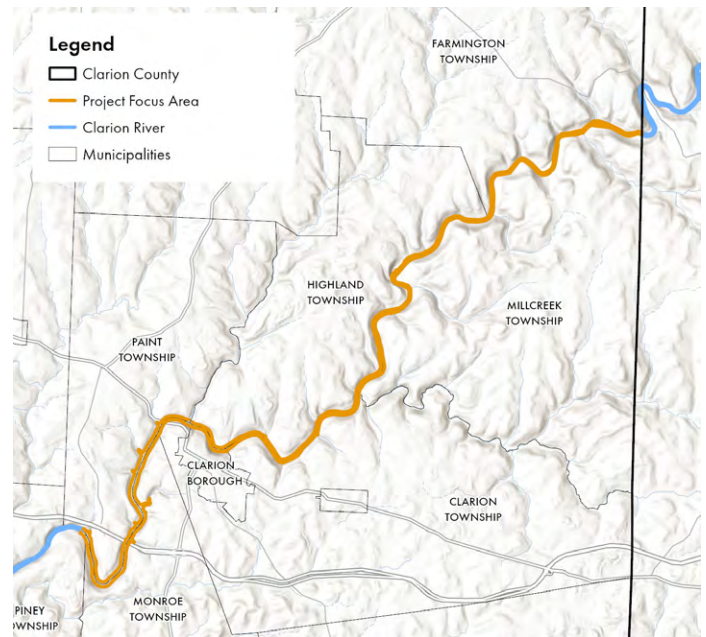 Legend
Clarion County
Project Focus Area
Clarion River
Municipalities
FARMINGTON
TOWNSHIP
HIGHLAND
TOWNSHIP
MILLCREEK
TOWNSHIP
PAINT
TOWNSHIP
CLARION
BOROUGH
CLARION
TOWNSHIP
PINEY
OWNSHIP
MONROE
TOWNSHIP